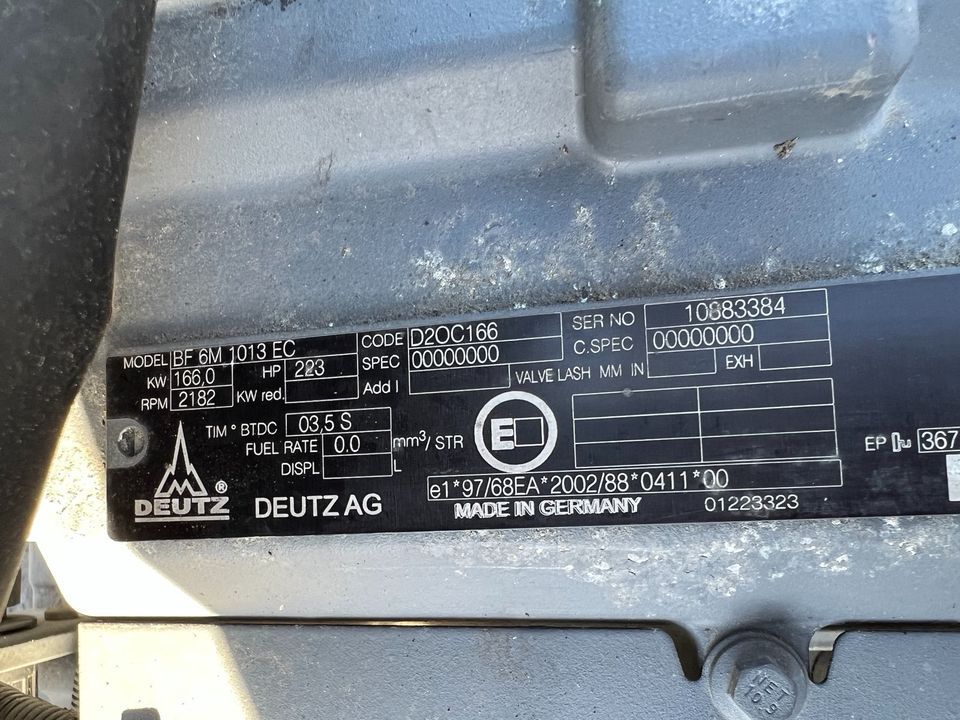 MODEL BF 6M 1013 EC CODE D2OC166 SER NO 10883384
KW 166,0 HP 223 SPEC 00000000 C.SPEC 00000000
RPM 2182 KW red. Add I VALVE LASH MM IN EXH
TIM ° BTDC 03,5 S
FUEL RATE 0.0 mm³/ STR E EP 367
DISPL L
DEUTZ ® DEUTZ AG e1*97/68EA*2002/88*0411*00
MADE IN GERMANY 01223323